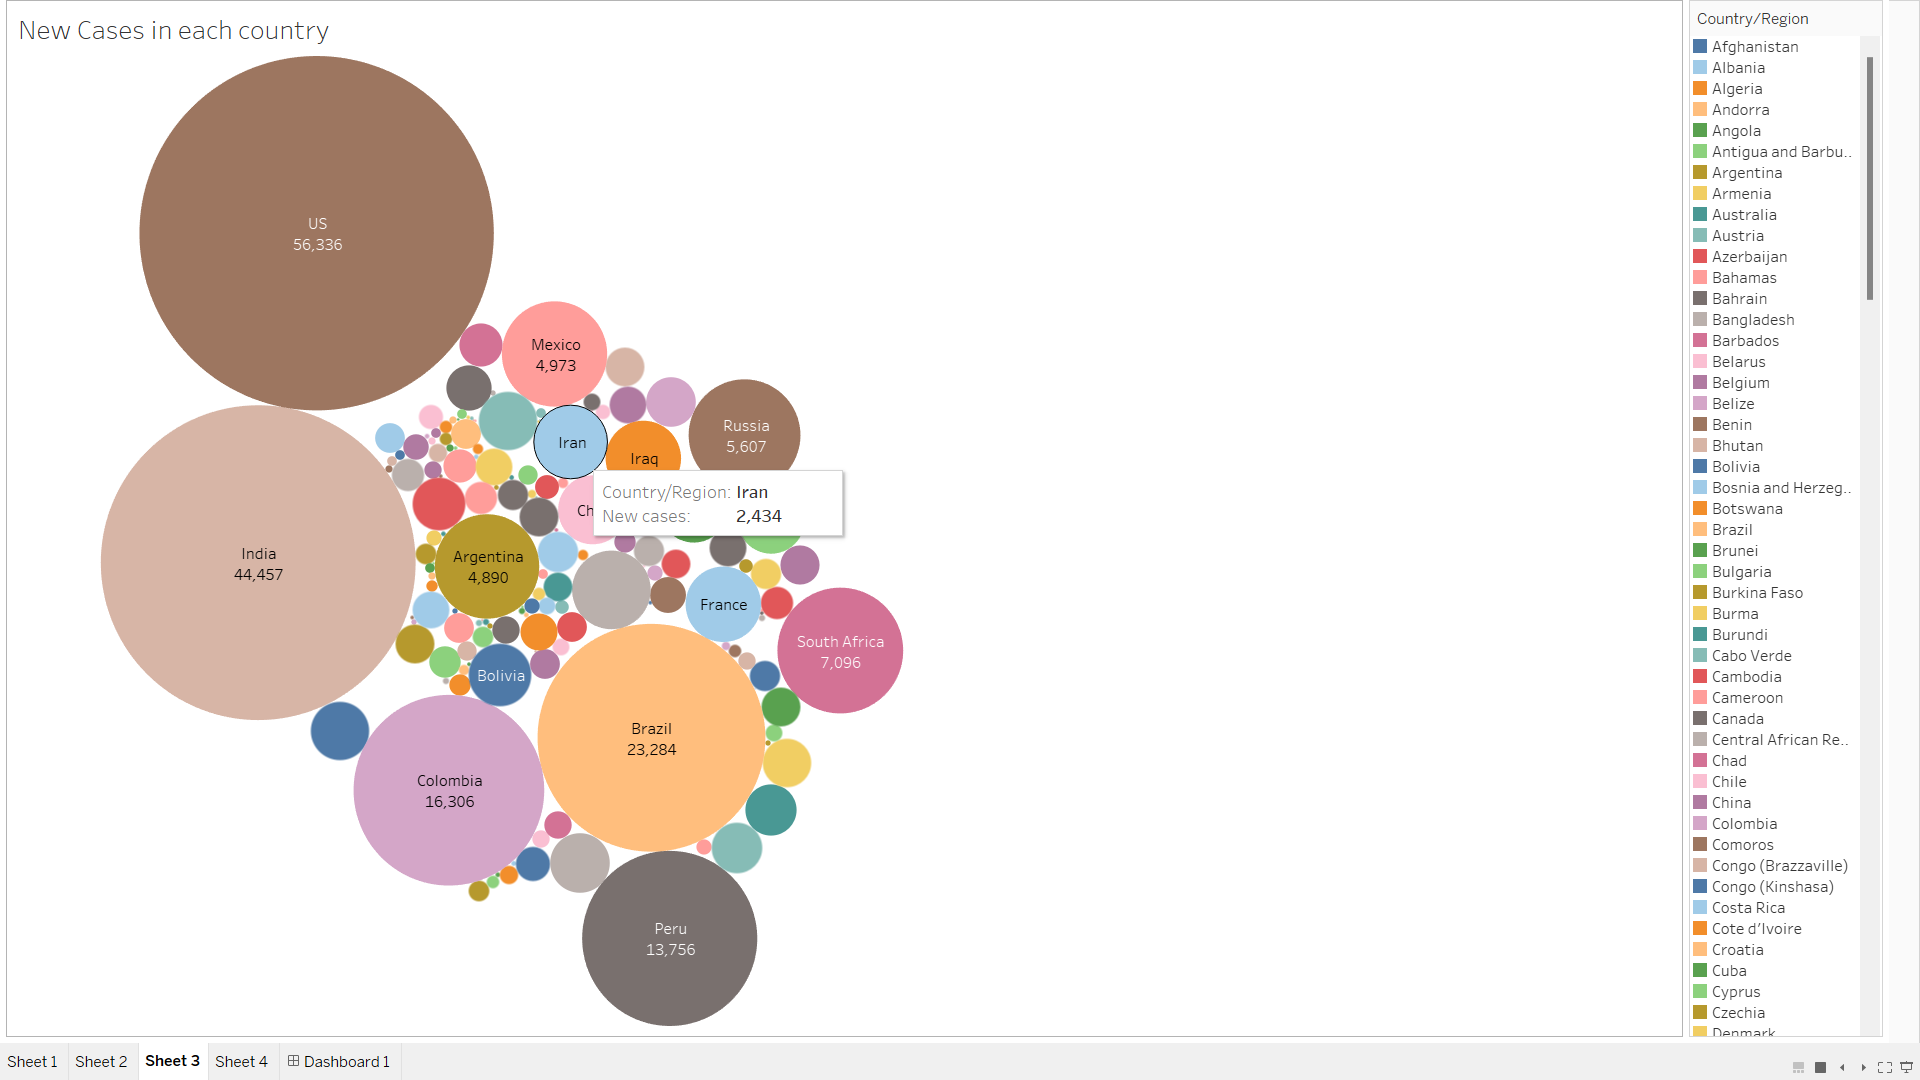 New Cases in each country
US
56,336
Mexico
4,973
Russia
5,607
Iran
Iraq
Country/Region: Iran
New cases: 2,434
Ch
India
44,457
Argentina
4,890
France
South Africa
7,096
Bolivia
Brazil
23,284
Colombia
16,306
Peru
13,756
Country/Region
Afghanistan
Albania
Algeria
Andorra
Angola
Antigua and Barbu..
Argentina
Armenia
Australia
Austria
Azerbaijan
Bahamas
Bahrain
Bangladesh
Barbados
Belarus
Belgium
Belize
Benin
Bhutan
Bolivia
Bosnia and Herzeg..
Botswana
Brazil
Brunei
Bulgaria
Burkina Faso
Burma
Burundi
Cabo Verde
Cambodia
Cameroon
Canada
Central African Re..
Chad
Chile
China
Colombia
Comoros
Congo (Brazzaville)
Congo (Kinshasa)
Costa Rica
Cote d’Ivoire
Croatia
Cuba
Cyprus
Czechia
Denmark
Sheet 1
Sheet 2
Sheet 3
Sheet 4
Dashboard 1